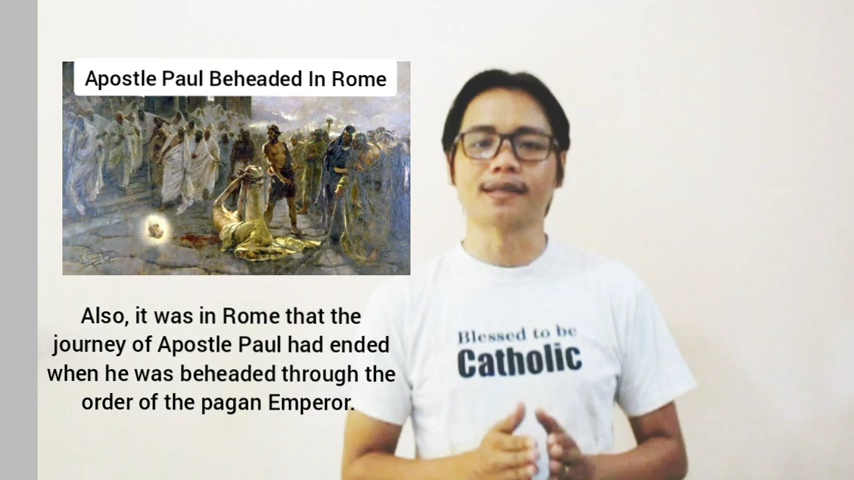 Apostle Paul Beheaded In Rome
Also, it was in Rome that the
journey of Apostle Paul had ended
when he was beheaded through the
order of the pagan Emperor.
Blessed to be
Catholic